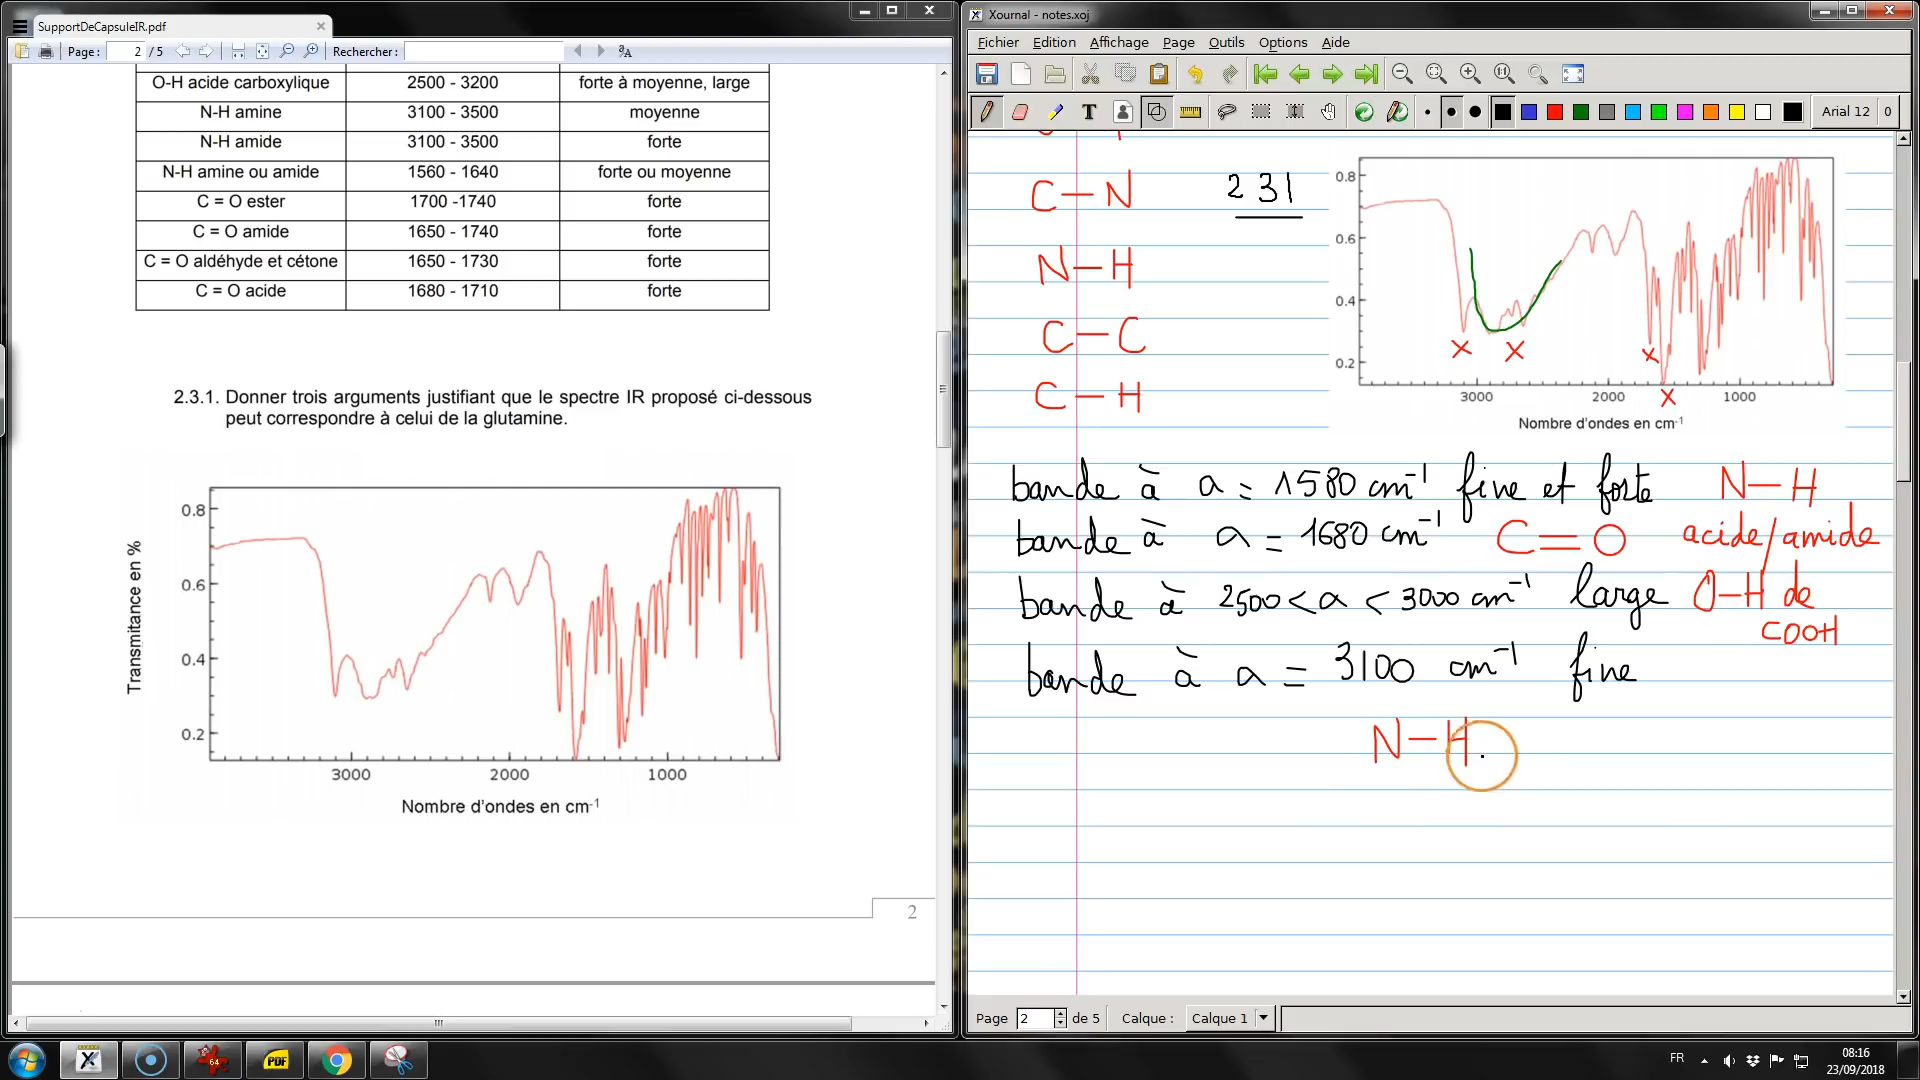 SupportDeCapsuleIR.pdf
Page : 2 / 5 Rechercher :
O-H acide carboxylique 2500 - 3200 forte à moyenne, large
N-H amine 3100 - 3500 moyenne
N-H amide 3100 - 3500 forte
N-H amine ou amide 1560 - 1640 forte ou moyenne
C = O ester 1700 -1740 forte
C = O amide 1650 - 1740 forte
C = O aldéhyde et cétone 1650 - 1730 forte
C = O acide 1680 - 1710 forte
2.3.1. Donner trois arguments justifiant que le spectre IR proposé ci-dessous
peut correspondre à celui de la glutamine.
Transmitance en %
0.8
0.6
0.4
0.2
3000 2000 1000
Nombre d'ondes en cm-1
2
Xournal - notes.xoj
Fichier Edition Affichage Page Outils Options Aide
T Arial 12 0
C — N
N — H
C — C
C — H
231
0.8
0.6
0.4
0.2
x x x
x
3000 2000 1000
Nombre d'ondes en cm-1
bande à a = 1580 cm-1 fine et forte N — H
bande à a = 1680 cm-1 C = O acide/amide
bande à 2500 < a < 3000 cm-1 large O-H de
COOH
bande à a = 3100 cm-1 fine
N — H
Page 2 de 5 Calque : Calque 1
64 PDF
FR 08:16
23/09/2018